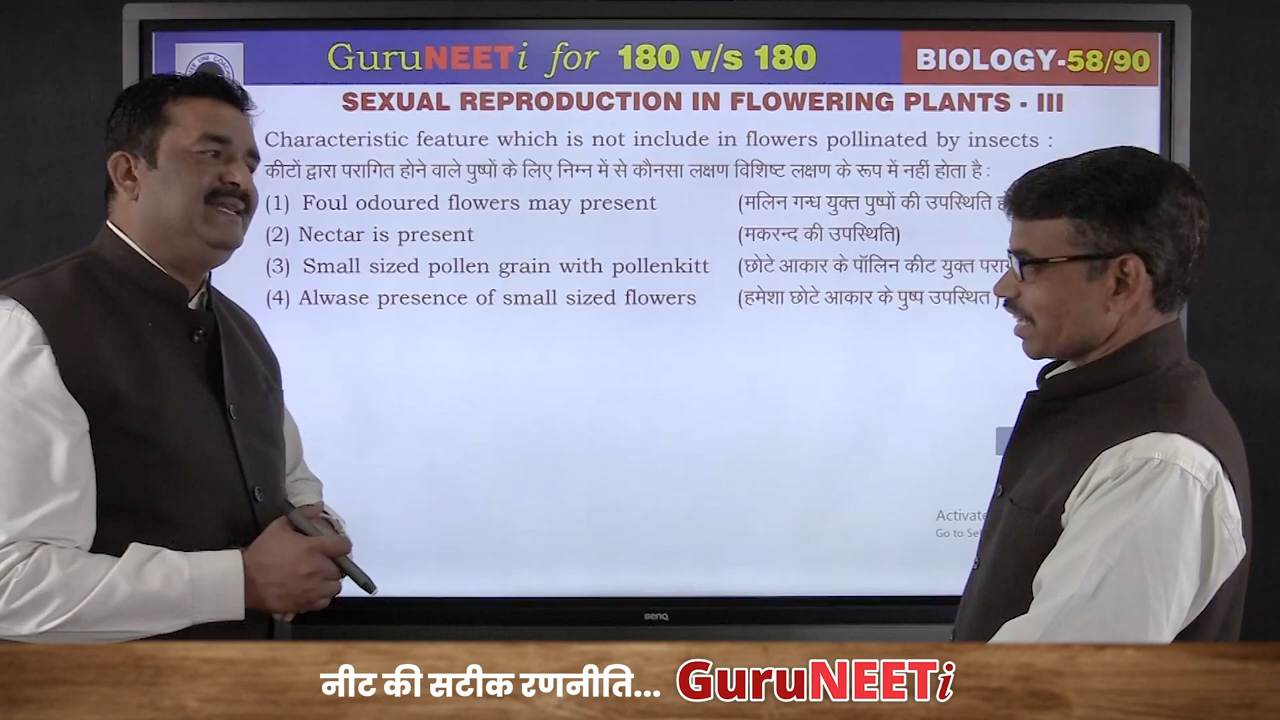 GuruNEETi for 180 v/s 180
BIOLOGY-58/90
SEXUAL REPRODUCTION IN FLOWERING PLANTS - III
Characteristic feature which is not include in flowers pollinated by insects :
कीटों द्वारा परागित होने वाले पुष्पों के लिए निम्न में से कौनसा लक्षण विशिष्ट लक्षण के रूप में नहीं होता है :
(1) Foul odoured flowers may present (मलिन गन्ध युक्त पुष्पों की उपस्थिति
(2) Nectar is present (मकरन्द की उपस्थिति)
(3) Small sized pollen grain with pollenkitt (छोटे आकार के पॉलिन कीट युक्त
(4) Alwase presence of small sized flowers (हमेशा छोटे आकार के पुष्प उपस्थित)
Activate
Go to
BenQ
नीट की सटीक रणनीति... GuruNEETi